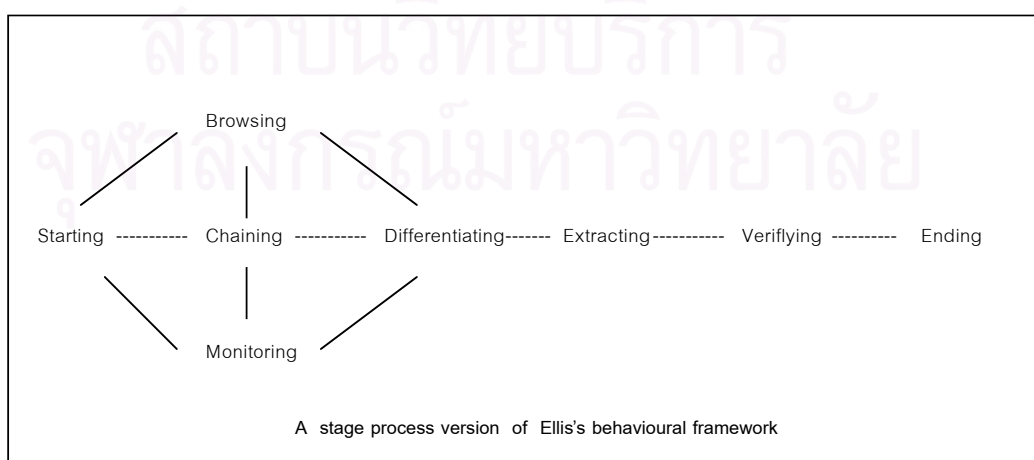 สถาบันวิทยบริการ
จุฬาลงกรณ์มหาวิทยาลัย
Browsing
Starting ----------- Chaining ----------- Differentiating------- Extracting----------- Veriflying ---------- Ending
Monitoring
A stage process version of Ellis's behavioural framework